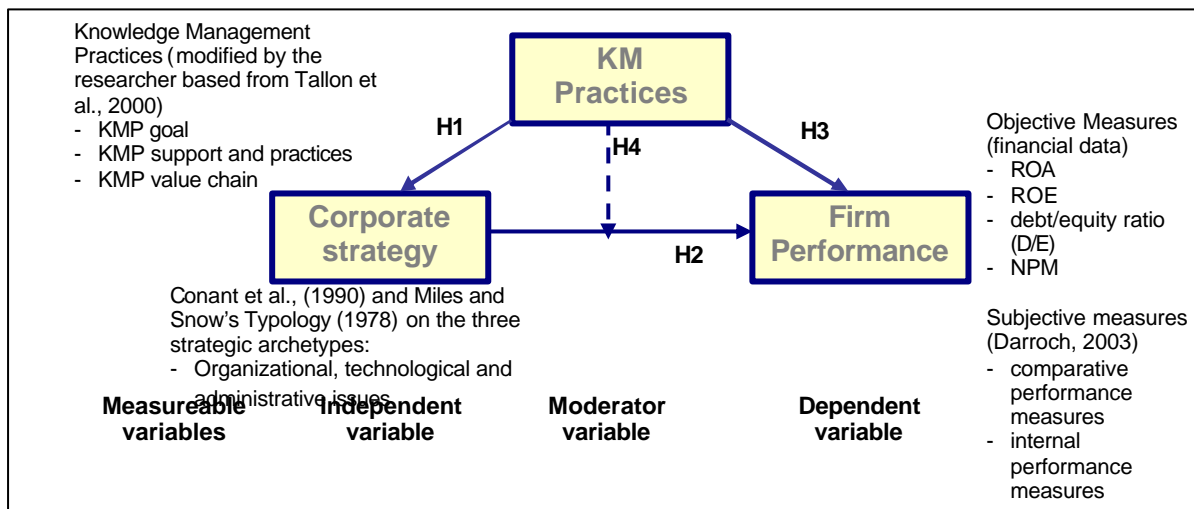 Knowledge Management
Practices (modified by the
researcher based from Tallon et
al., 2000)
- KMP goal
- KMP support and practices
- KMP value chain
KM
Practices
H1
H4
H3
Corporate
strategy
H2
Firm
Performance
Conant et al., (1990) and Miles and
Snow's Typology (1978) on the three
strategic archetypes:
- Organizational, technological and
administrative issues
Objective Measures
(financial data)
- ROA
- ROE
- debt/equity ratio
(D/E)
- NPM
Subjective measures
(Darroch, 2003)
- comparative
performance
measures
- internal
performance
measures
Measureable
variables
Independent
variable
Moderator
variable
Dependent
variable